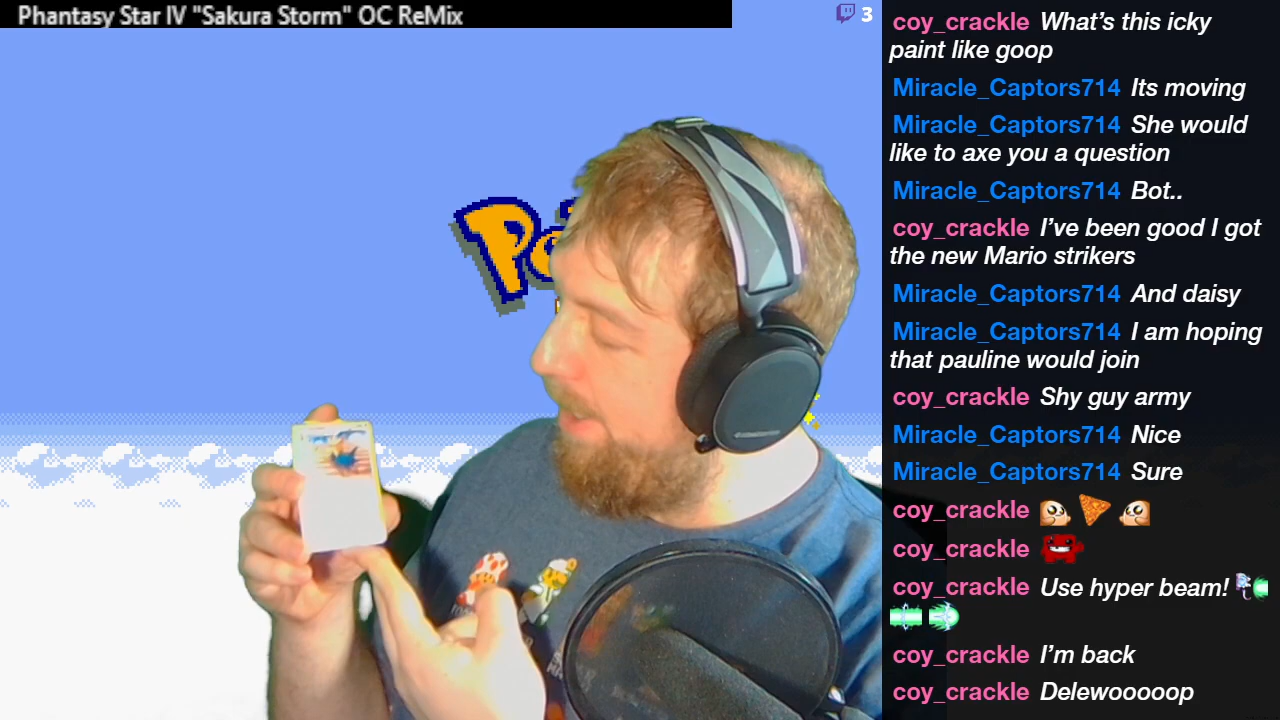 Phantasy Star IV "Sakura Storm" OC ReMix
3
coy_crackle What's this icky
paint like goop
Miracle_Captors714 Its moving
Miracle_Captors714 She would
like to axe you a question
Miracle_Captors714 Bot..
coy_crackle I've been good I got
the new Mario strikers
Miracle_Captors714 And daisy
Miracle_Captors714 I am hoping
that pauline would join
coy_crackle Shy guy army
Miracle_Captors714 Nice
Miracle_Captors714 Sure
coy_crackle
coy_crackle
coy_crackle Use hyper beam!
coy_crackle I'm back
coy_crackle Delewooooop